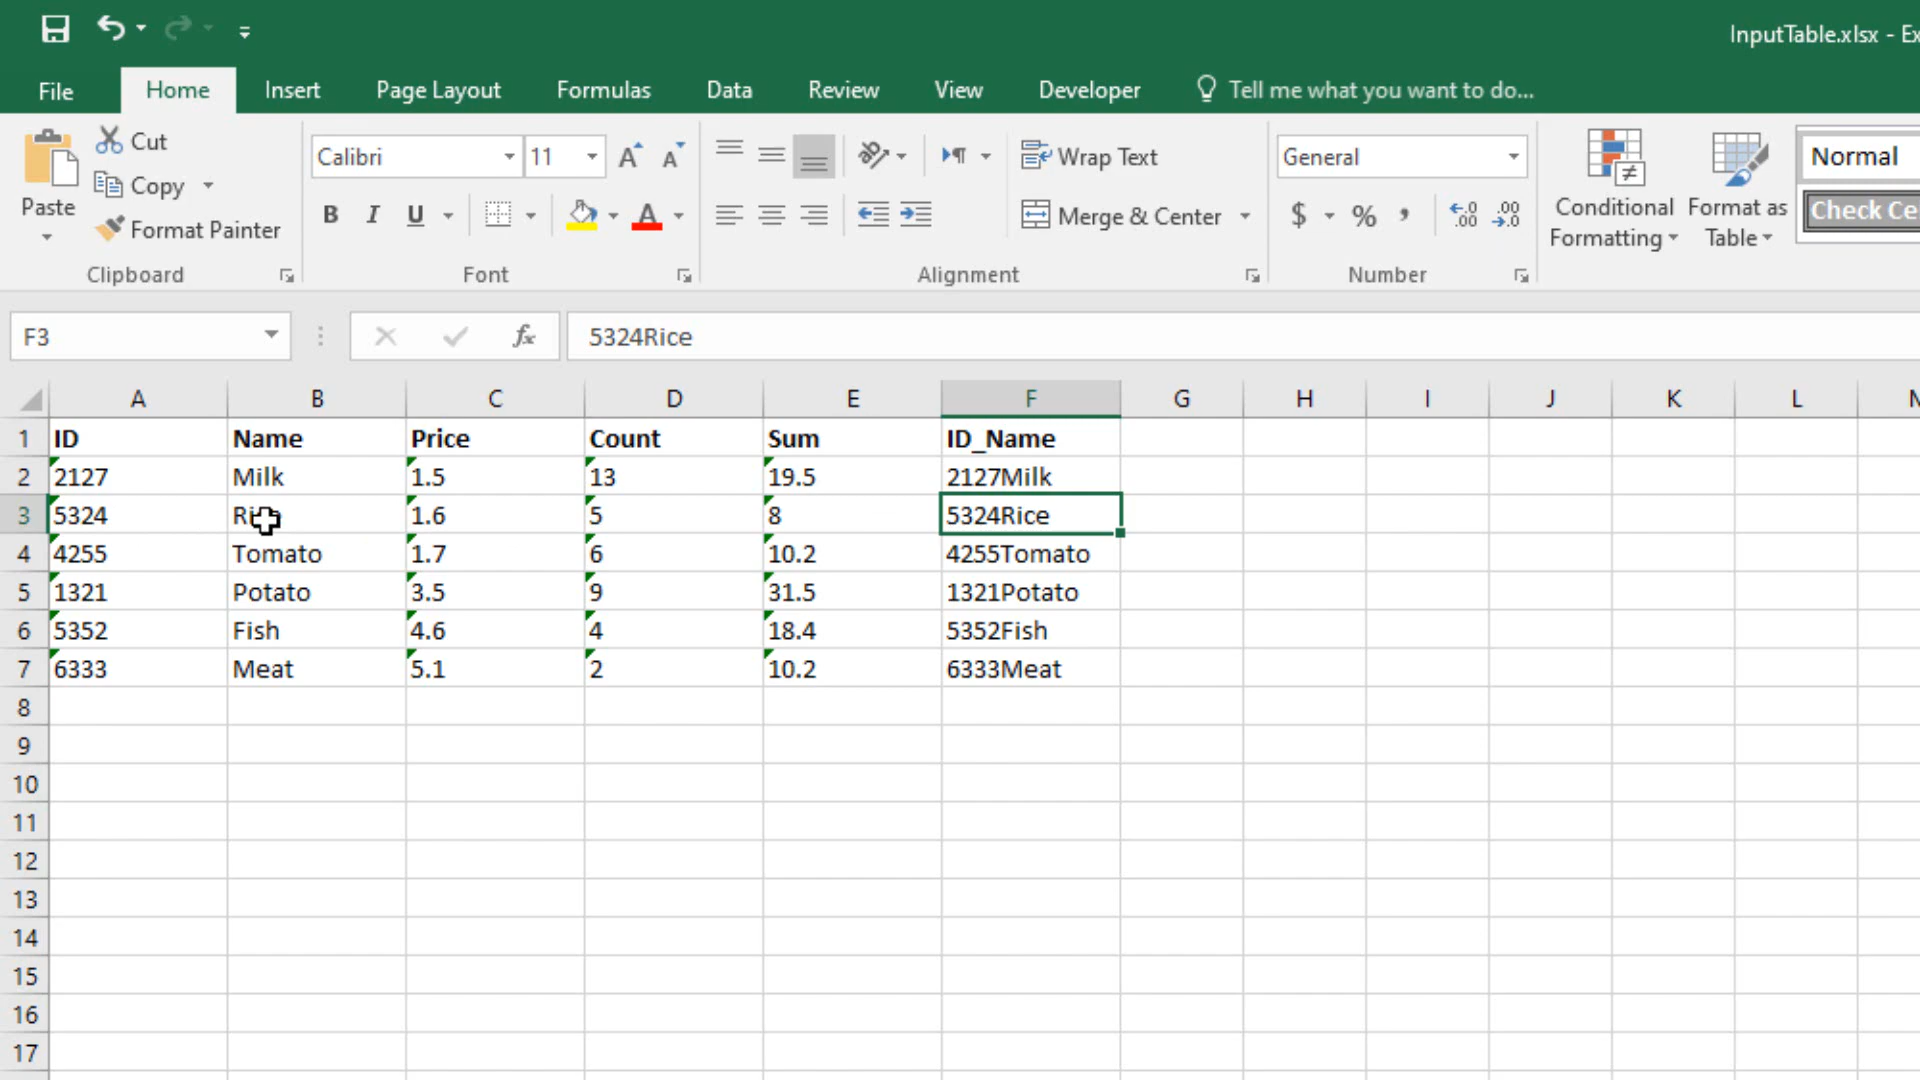 InputTable.xlsx - Ex
File Home Insert Page Layout Formulas Data Review View Developer Tell me what you want to do...
Cut
Copy
Format Painter
Paste
Clipboard
Calibri 11
B I U
Font
Wrap Text
Merge & Center
Alignment
General
$ % ,
Number
Conditional Formatting
Format as Table
Normal
Check Ce
F3 fx 5324Rice
A B C D E F G H I J K L
1 ID Name Price Count Sum ID_Name
2 2127 Milk 1.5 13 19.5 2127Milk
3 5324 1.6 5 8 5324Rice
4 4255 Tomato 1.7 6 10.2 4255Tomato
5 1321 Potato 3.5 9 31.5 1321Potato
6 5352 Fish 4.6 4 18.4 5352Fish
7 6333 Meat 5.1 2 10.2 6333Meat
8
9
10
11
12
13
14
15
16
17